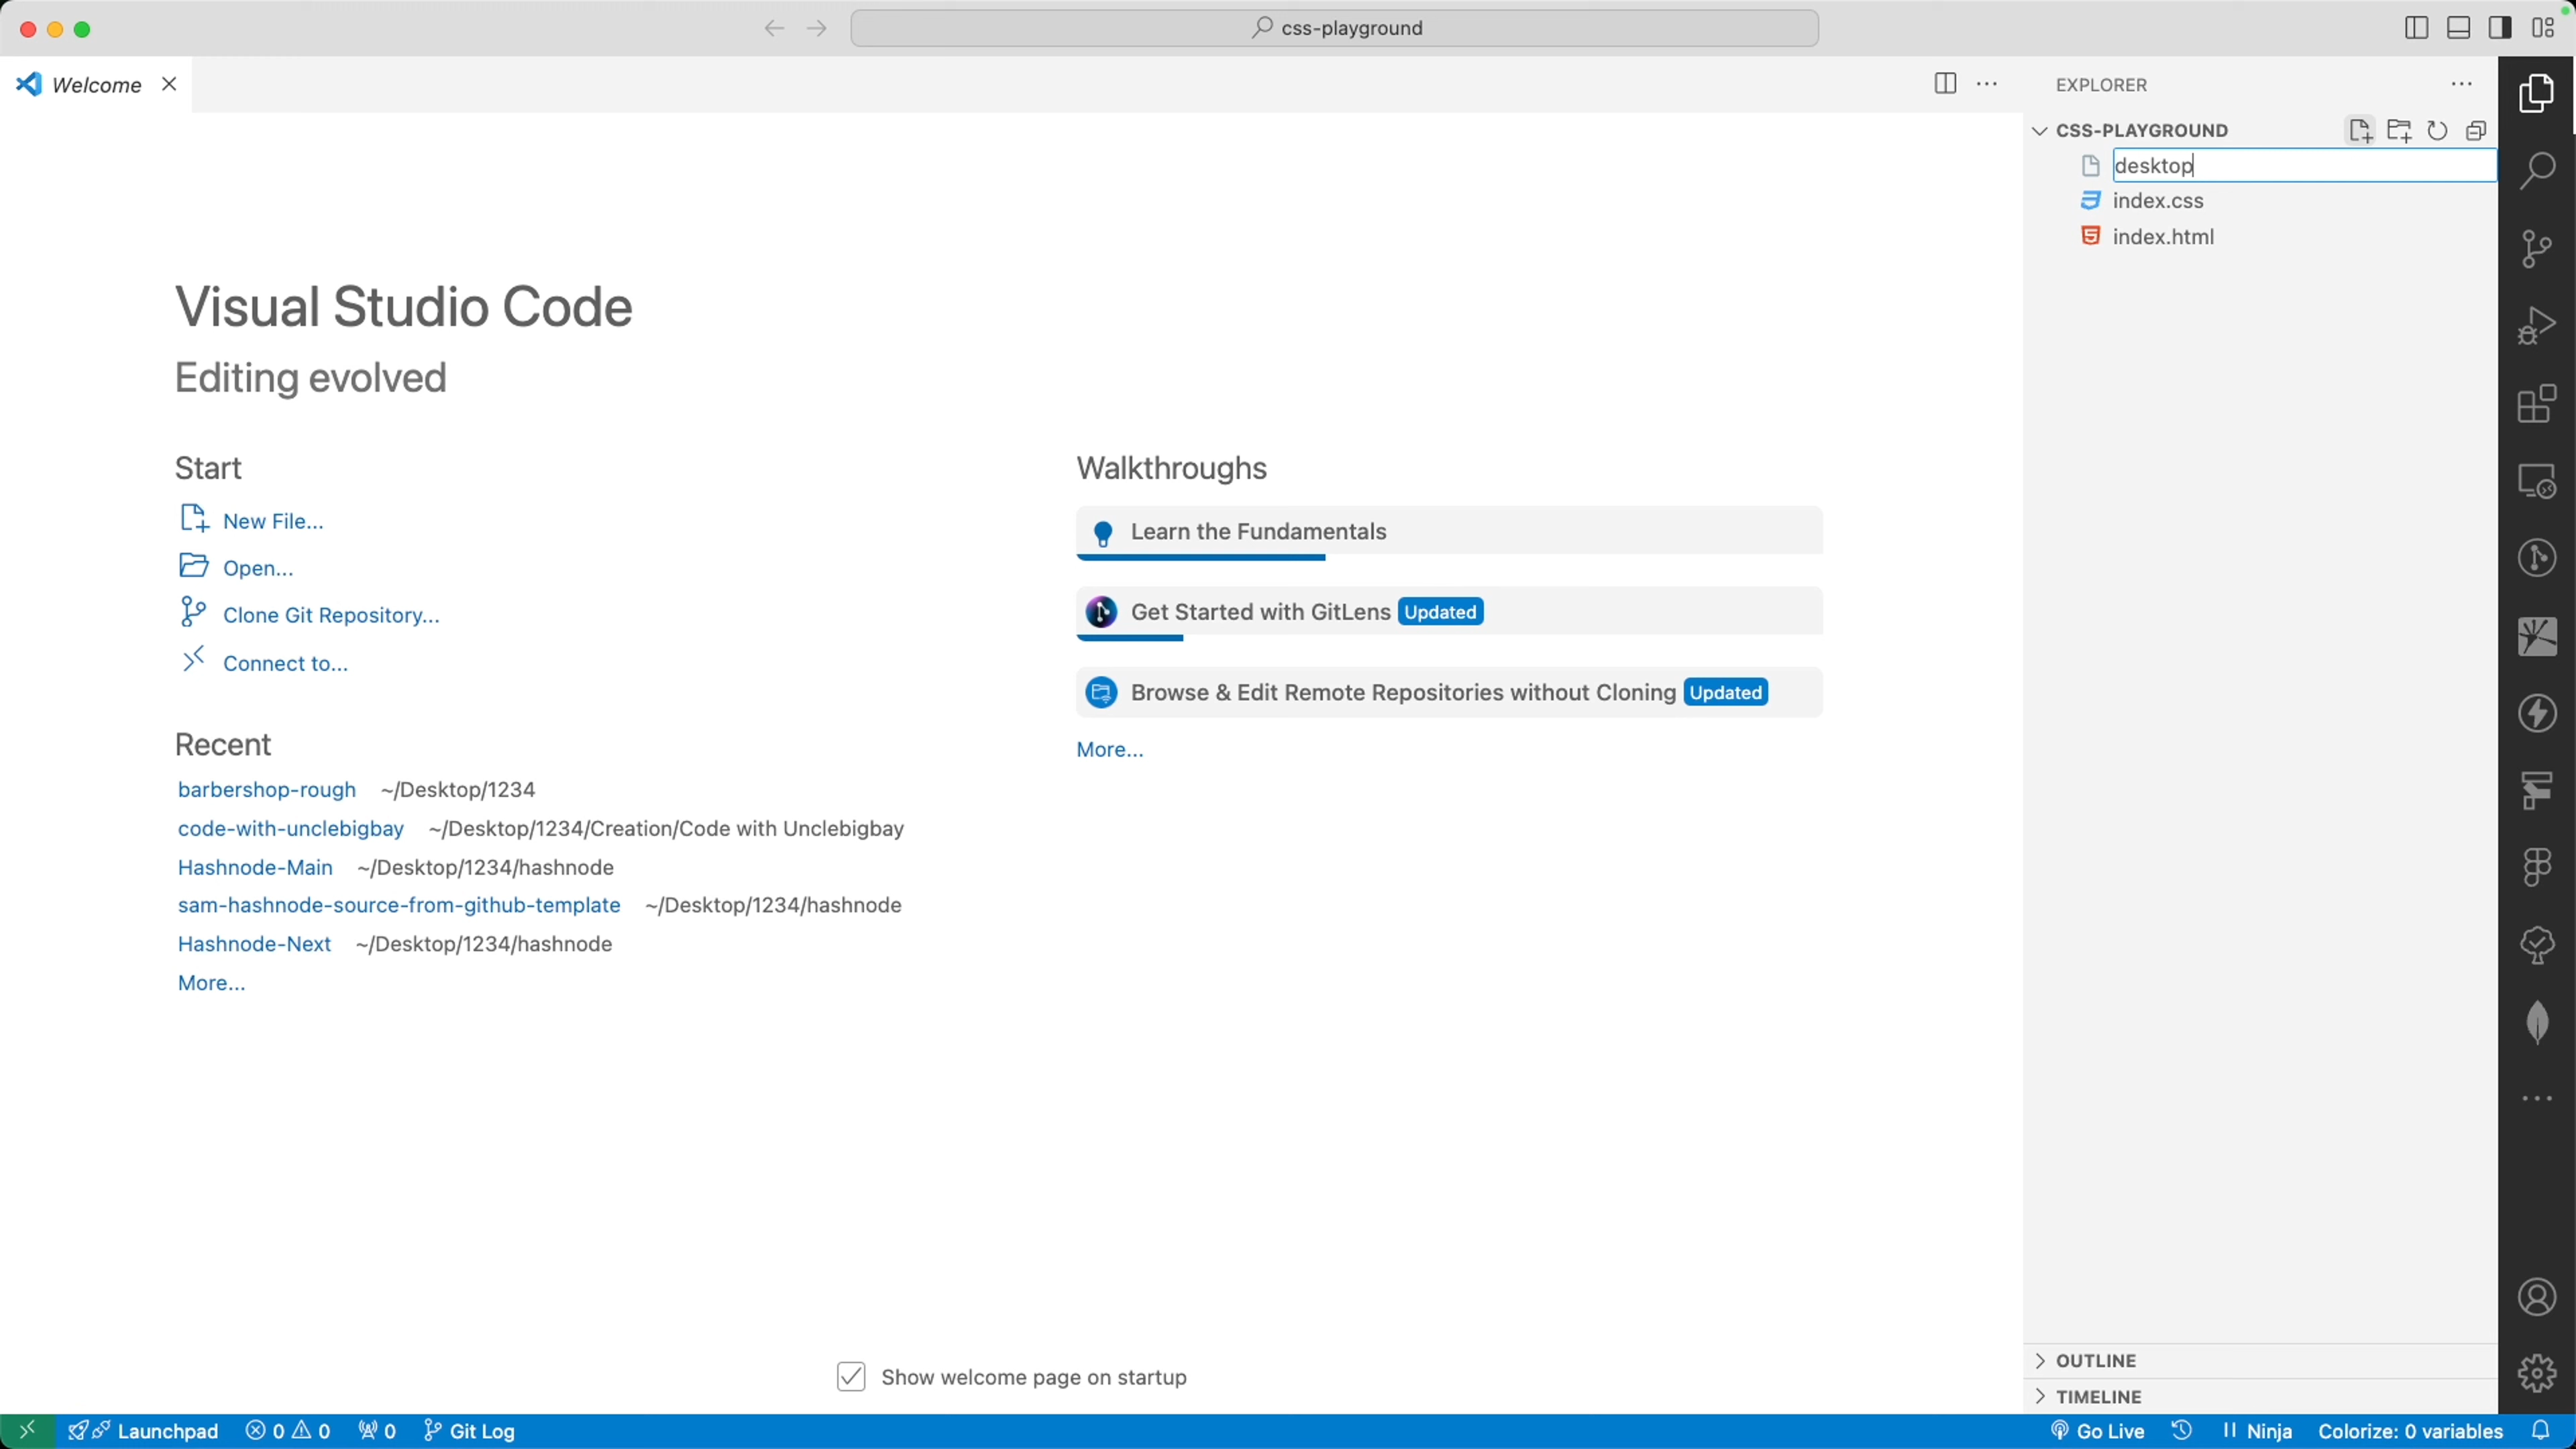 css-playground
Welcome
EXPLORER
CSS-PLAYGROUND
desktop
index.css
index.html
Visual Studio Code
Editing evolved
Start
New File...
Open...
Clone Git Repository...
Connect to...
Recent
barbershop-rough ~/Desktop/1234
code-with-unclebigbay ~/Desktop/1234/Creation/Code with Unclebigbay
Hashnode-Main ~/Desktop/1234/hashnode
sam-hashnode-source-from-github-template ~/Desktop/1234/hashnode
Hashnode-Next ~/Desktop/1234/hashnode
More...
Walkthroughs
Learn the Fundamentals
Get Started with GitLens Updated
Browse & Edit Remote Repositories without Cloning Updated
More...
Show welcome page on startup
OUTLINE
TIMELINE
Launchpad 0 0 0 Git Log Go Live Ninja Colorize: 0 variables